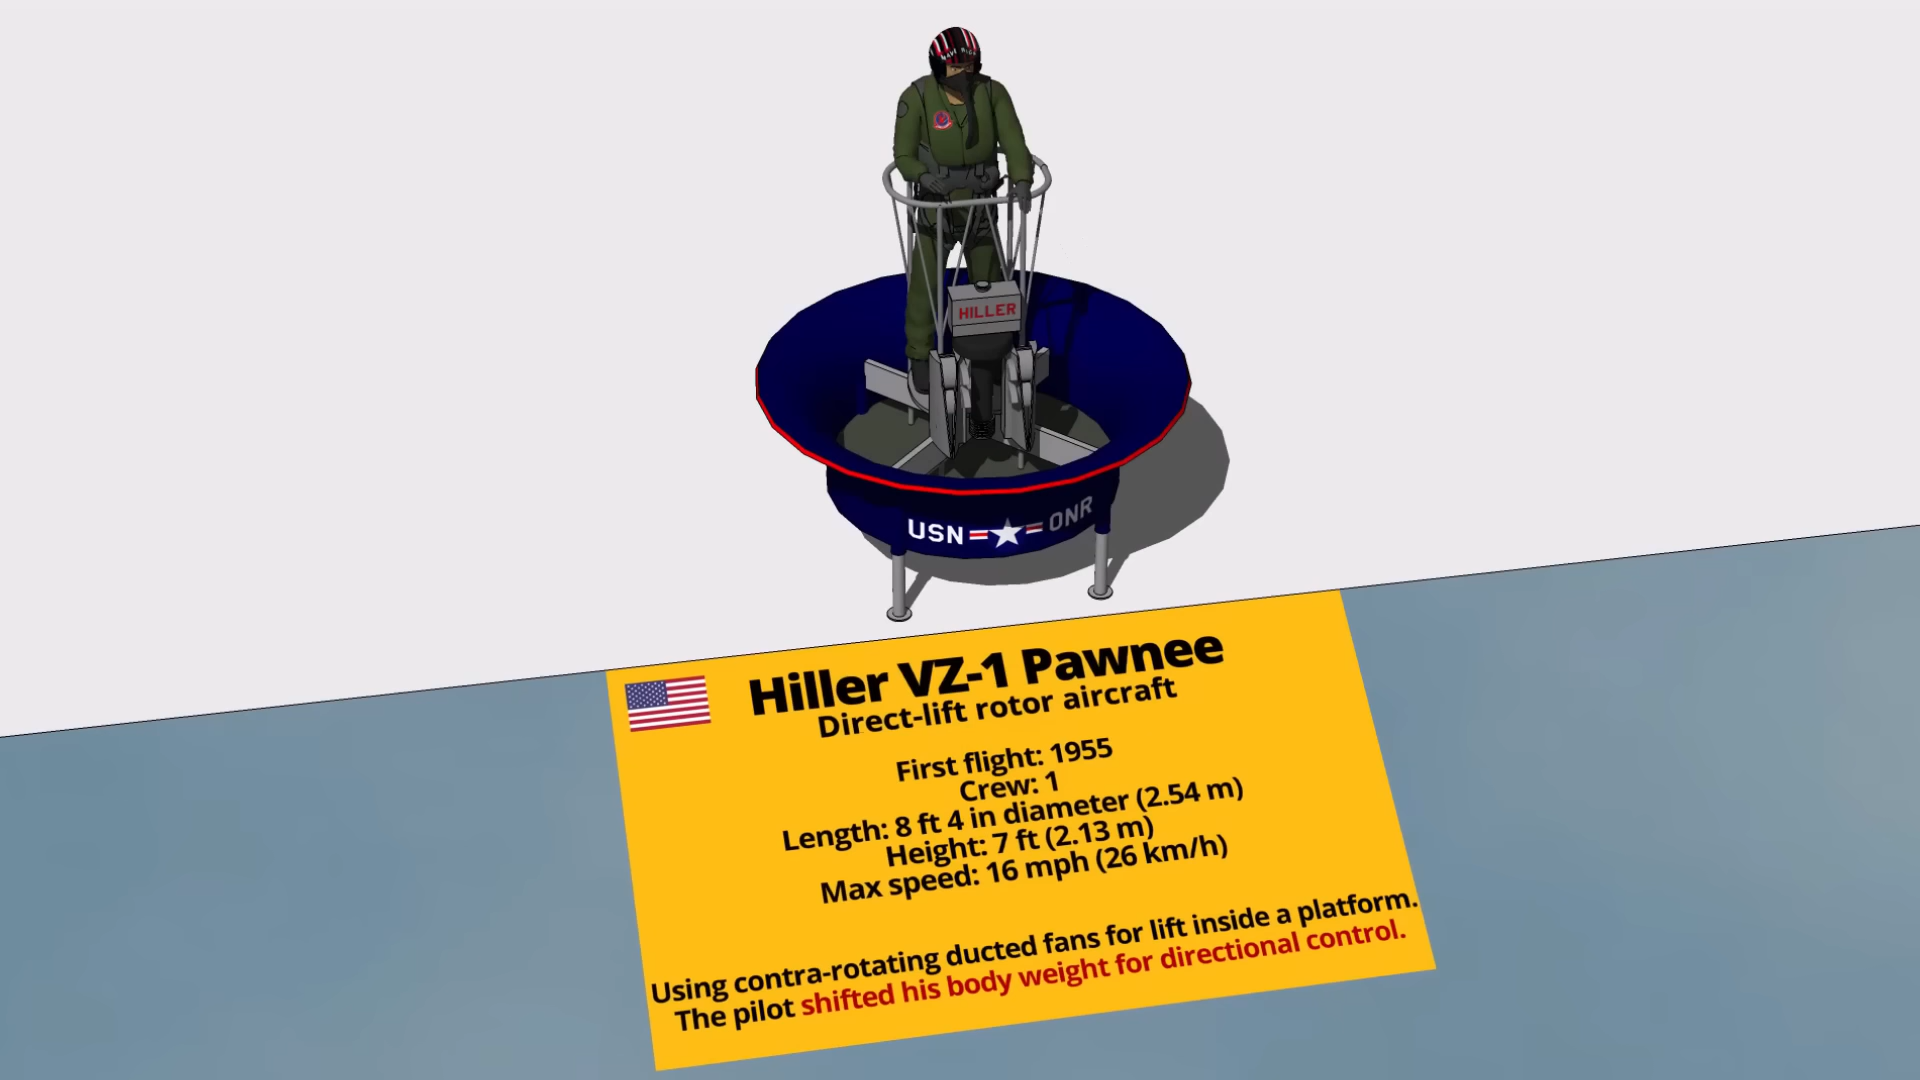 MAVERICK
HILLER
USN
ONR
Hiller VZ-1 Pawnee
Direct-lift rotor aircraft
First flight: 1955
Crew: 1
Length: 8 ft 4 in diameter (2.54 m)
Height: 7 ft (2.13 m)
Max speed: 16 mph (26 km/h)
Using contra-rotating ducted fans for lift inside a platform.
The pilot shifted his body weight for directional control.